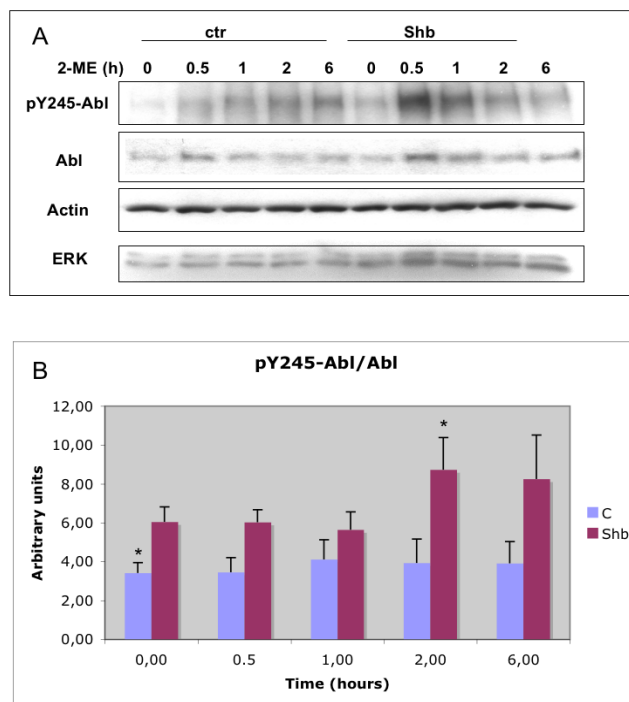 A
ctr Shb
2-ME (h) 0 0.5 1 2 6 0 0.5 1 2 6
pY245-Abl
Abl
Actin
ERK
B
pY245-Abl/Abl
12,00
10,00
8,00
6,00
4,00
2,00
0,00
Arbitrary units
* *
0,00 0.5 1,00 2,00 6,00
Time (hours)
C
Shb